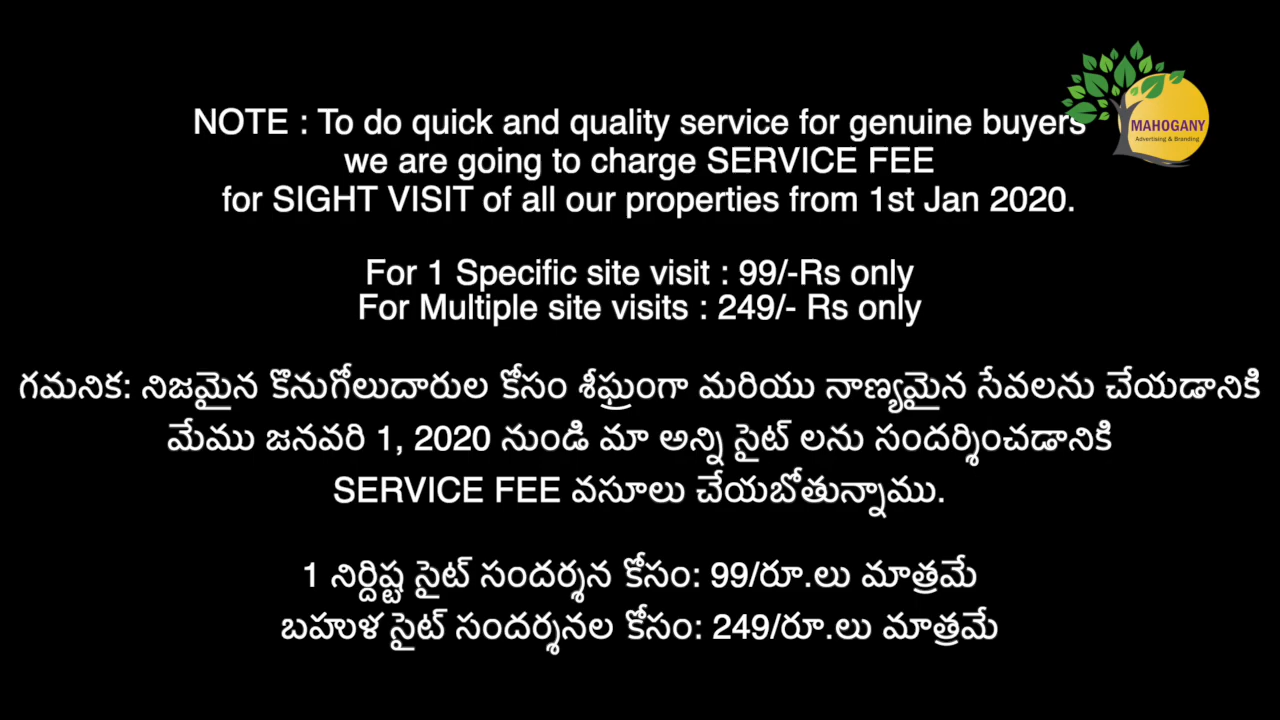 NOTE : To do quick and quality service for genuine buyers
we are going to charge SERVICE FEE
for SIGHT VISIT of all our properties from 1st Jan 2020.
MAHOGANY
Advertising & Branding
For 1 Specific site visit : 99/-Rs only
For Multiple site visits : 249/- Rs only
గమనిక: నిజమైన కొనుగోలుదారుల కోసం శీఘ్రంగా మరియు నాణ్యమైన సేవలను చేయడానికి
మేము జనవరి 1, 2020 నుండి మా అన్ని సైట్ లను సందర్శించడానికి
SERVICE FEE వసూలు చేయబోతున్నాము.
1 నిర్దిష్ట సైట్ సందర్శన కోసం: 99/రూ.లు మాత్రమే
బహుళ సైట్ సందర్శనల కోసం: 249/రూ.లు మాత్రమే